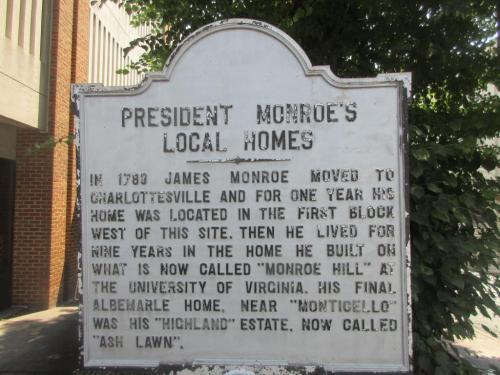 PRESIDENT MONROE'S
LOCAL HOMES
IN 1789 JAMES MONROE MOVED TO
CHARLOTTESVILLE AND FOR ONE YEAR HIS
HOME WAS LOCATED IN THE FIRST BLOCK
WEST OF THIS SITE. THEN HE LIVED FOR
NINE YEARS IN THE HOME HE BUILT ON
WHAT IS NOW CALLED "MONROE HILL" AT
THE UNIVERSITY OF VIRGINIA. HIS FINAL
ALBEMARLE HOME, NEAR "MONTICELLO"
WAS HIS "HIGHLAND" ESTATE, NOW CALLED
"ASH LAWN".